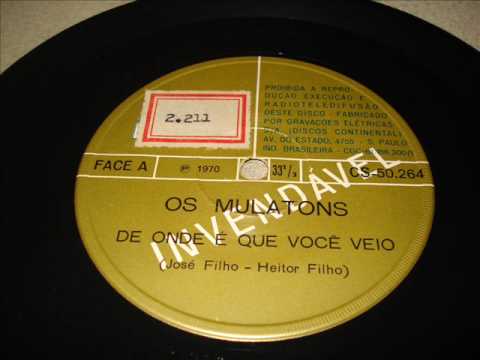 2.211
PROIBIDA A REPRO-
DUÇÃO EXECUÇÃO E
RADIOTELEDIFUSÃO
DESTE DISCO - FABRICADO
POR GRAVAÇÕES ELÉTRICAS
S/A. (DISCOS CONTINENTAL)
AV. DO ESTADO, 4755 - S. PAULO
IND. BRASILEIRA - CGC
FACE A
℗ 1970
33⅓
CS-50.264
INVENDÁVEL
OS MULATONS
DE ONDE É QUE VOCÊ VEIO
(José Filho - Heitor Filho)